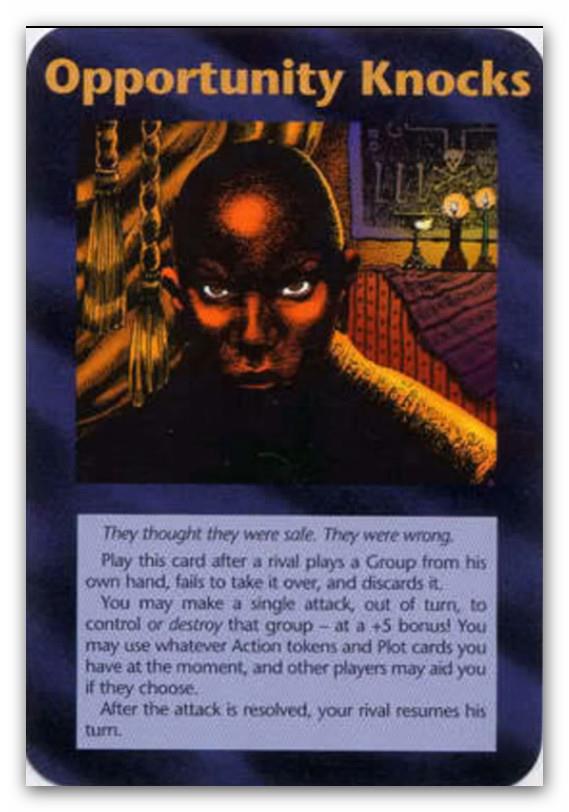 Opportunity Knocks
They thought they were safe. They were wrong.
Play this card after a rival plays a Group from his
own hand, fails to take it over, and discards it.
You may make a single attack, out of turn, to
control or destroy that group – at a +5 bonus! You
may use whatever Action tokens and Plot cards you
have at the moment, and other players may aid you
if they choose.
After the attack is resolved, your rival resumes his
turn.